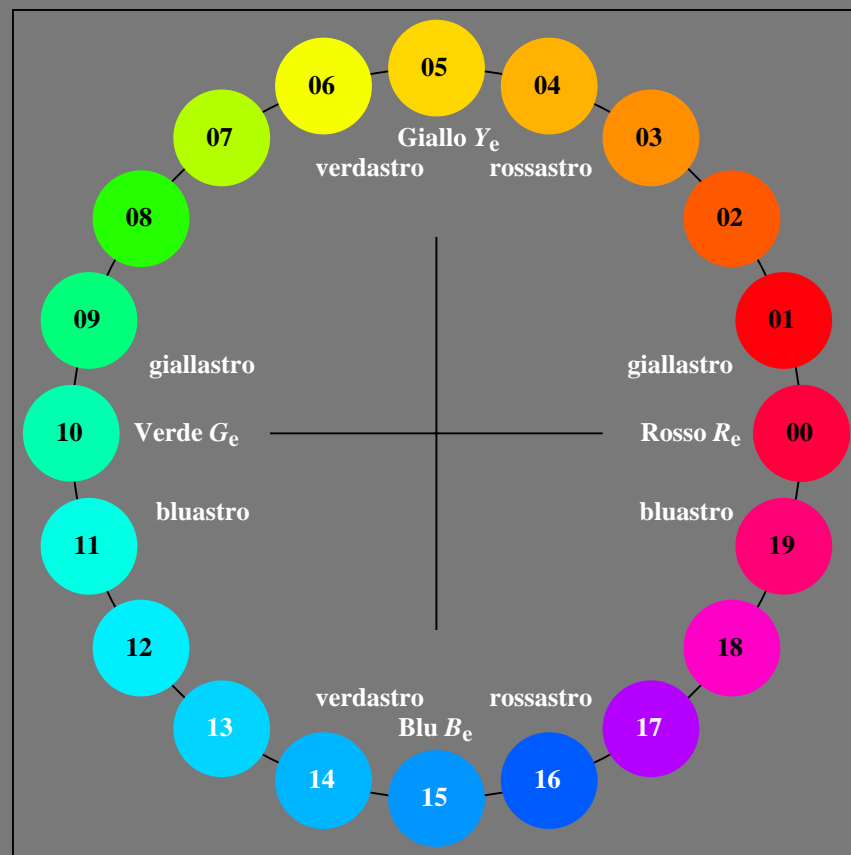 05
06 04
Giallo Yₑ
07 03
verdastro rossastro
08 02
09 01
giallastro giallastro
10 Verde Gₑ Rosso Rₑ 00
bluastro bluastro
11 19
12 18
verdastro rossastro
13 Blu Bₑ 17
14 16
15